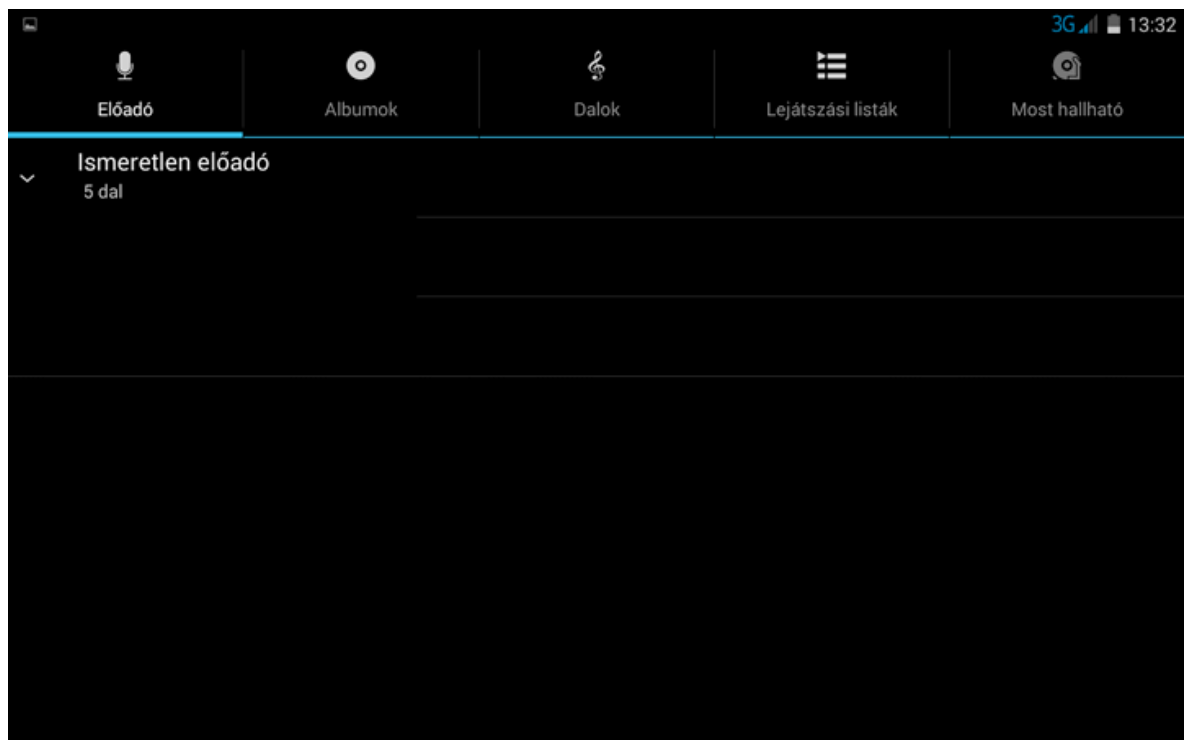 3G 13:32
Előadó Albumok Dalok Lejátszási listák Most hallható
Ismeretlen előadó
5 dal